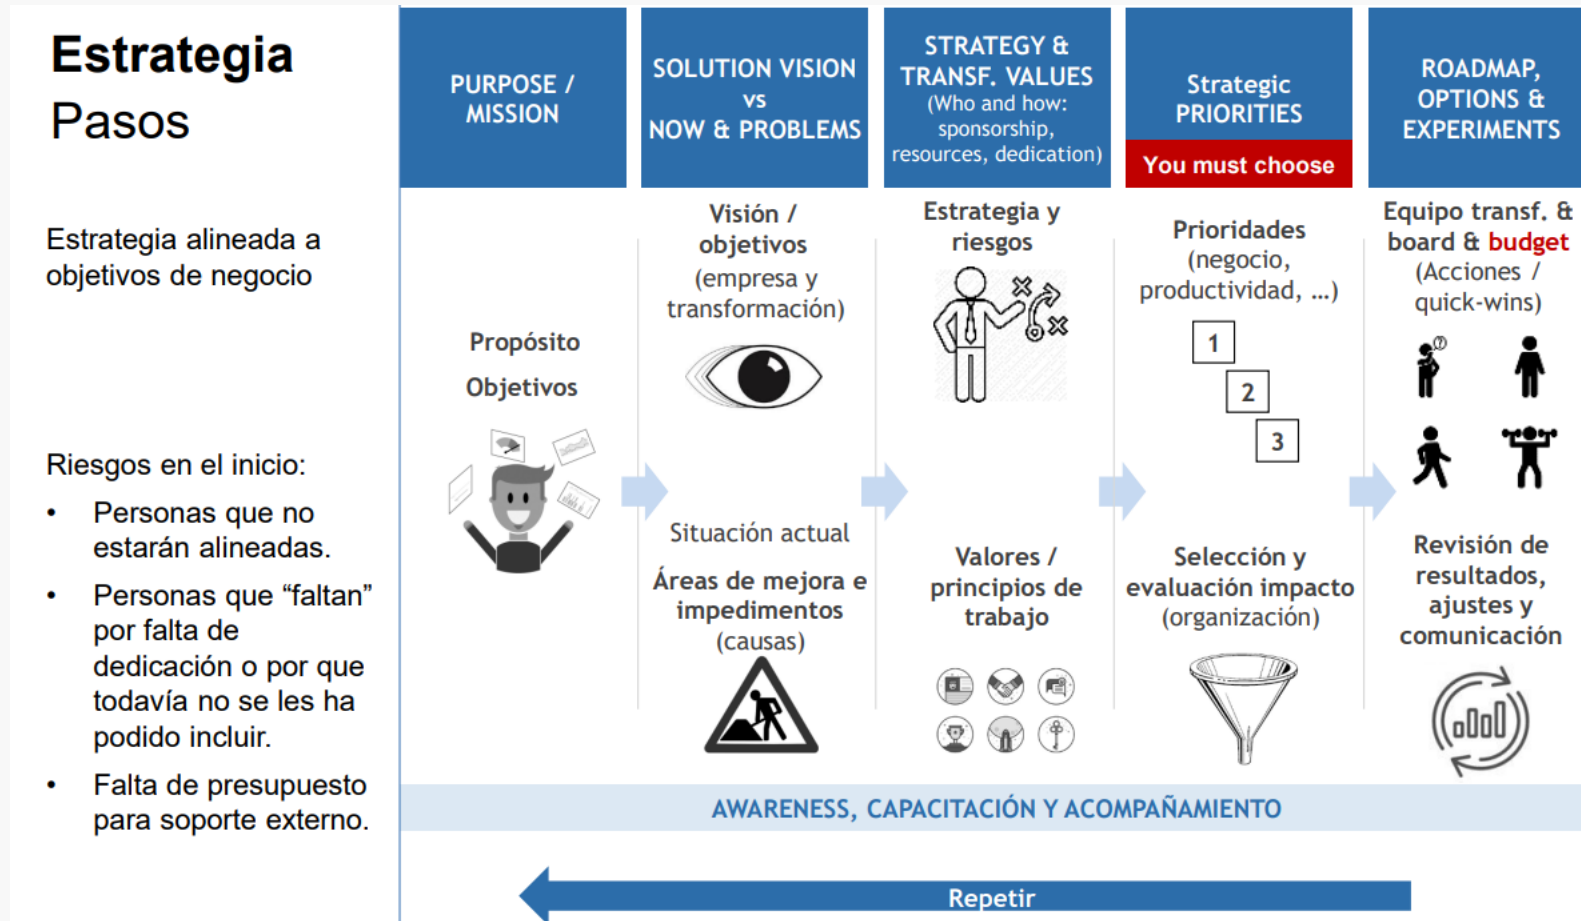 Estrategia
Pasos
Estrategia alineada a
objetivos de negocio
Riesgos en el inicio:
• Personas que no
estarán alineadas.
• Personas que “faltan”
por falta de
dedicación o por que
todavía no se les ha
podido incluir.
• Falta de presupuesto
para soporte externo.
PURPOSE /
MISSION
Propósito
Objetivos
SOLUTION VISION
vs
NOW & PROBLEMS
Visión /
objetivos
(empresa y
transformación)
Situación actual
Áreas de mejora e
impedimentos
(causas)
STRATEGY &
TRANSF. VALUES
(Who and how:
sponsorship,
resources, dedication)
Estrategia y
riesgos
Valores /
principios de
trabajo
Strategic
PRIORITIES
You must choose
Prioridades
(negocio,
productividad, …)
1
2
3
Selección y
evaluación impacto
(organización)
ROADMAP,
OPTIONS &
EXPERIMENTS
Equipo transf. &
board & budget
(Acciones /
quick-wins)
?
Revisión de
resultados,
ajustes y
comunicación
AWARENESS, CAPACITACIÓN Y ACOMPAÑAMIENTO
Repetir